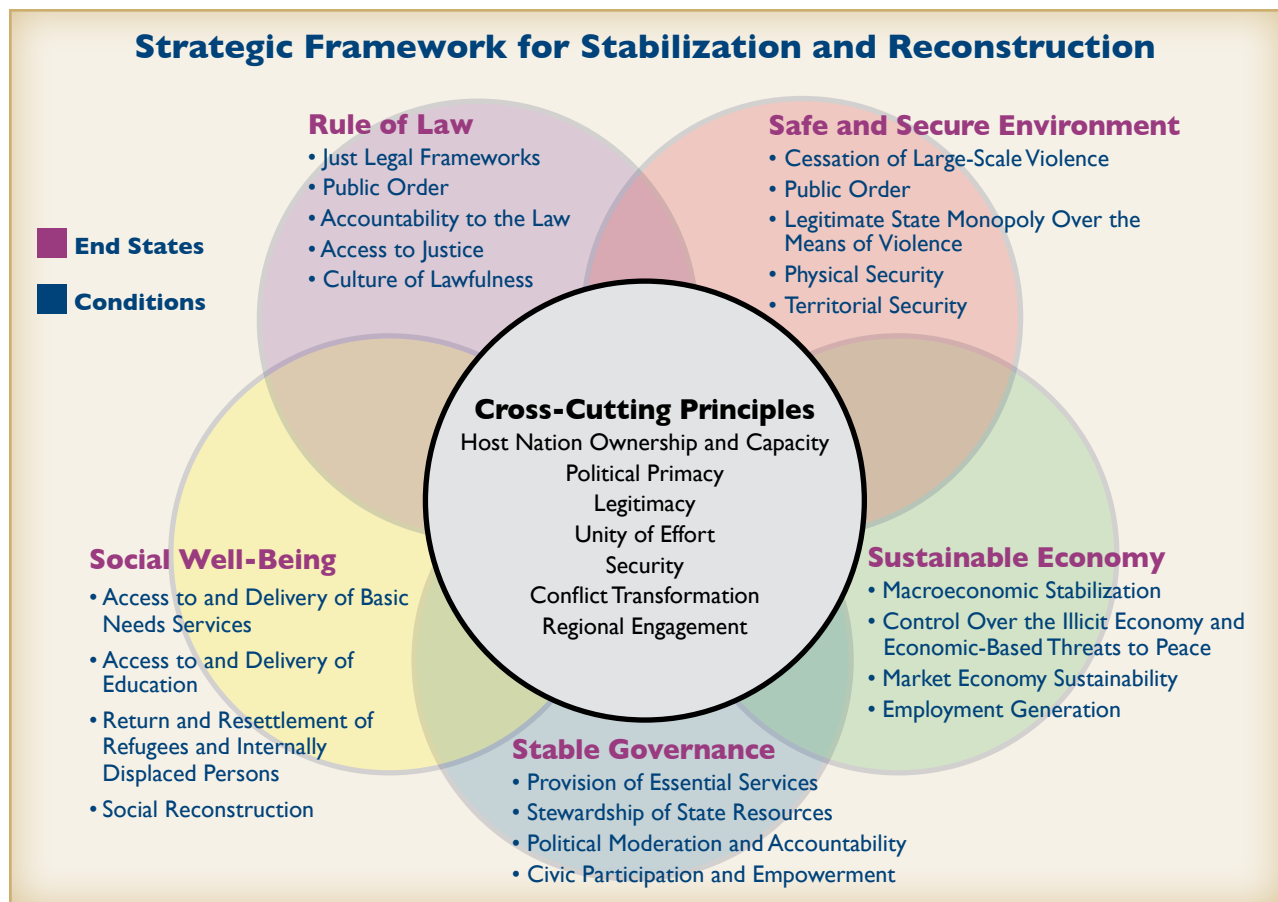 Strategic Framework for Stabilization and Reconstruction
Rule of Law
• Just Legal Frameworks
• Public Order
• Accountability to the Law
• Access to Justice
• Culture of Lawfulness
Safe and Secure Environment
• Cessation of Large-Scale Violence
• Public Order
• Legitimate State Monopoly Over the
Means of Violence
• Physical Security
• Territorial Security
End States
Conditions
Cross-Cutting Principles
Host Nation Ownership and Capacity
Political Primacy
Legitimacy
Unity of Effort
Security
Conflict Transformation
Regional Engagement
Social Well-Being
• Access to and Delivery of Basic
Needs Services
• Access to and Delivery of
Education
• Return and Resettlement of
Refugees and Internally
Displaced Persons
• Social Reconstruction
Sustainable Economy
• Macroeconomic Stabilization
• Control Over the Illicit Economy and
Economic-Based Threats to Peace
• Market Economy Sustainability
• Employment Generation
Stable Governance
• Provision of Essential Services
• Stewardship of State Resources
• Political Moderation and Accountability
• Civic Participation and Empowerment